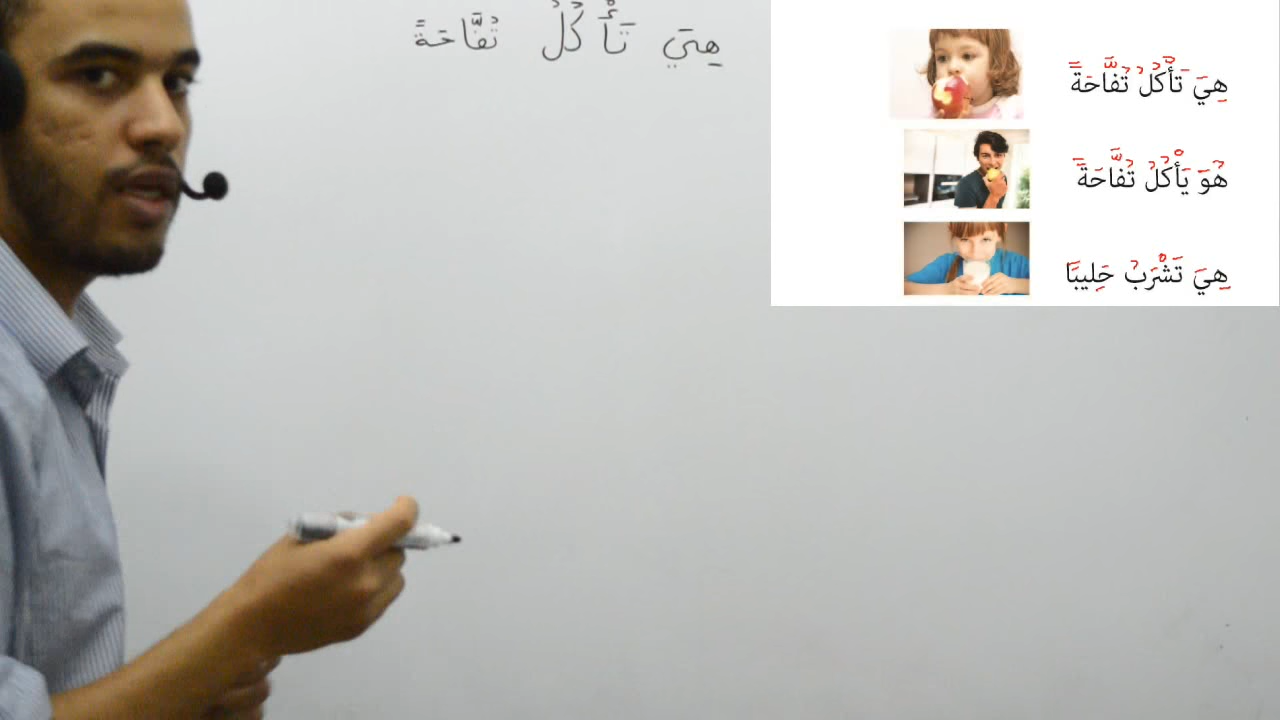 هِيَ تَأْكُلُ تُفَّاحَةً
هِيَ تَأْكُلُ تُفَّاحَةً
هُوَ يَأْكُلُ تُفَّاحَةً
هِيَ تَشْرَبُ حَلِيبًا